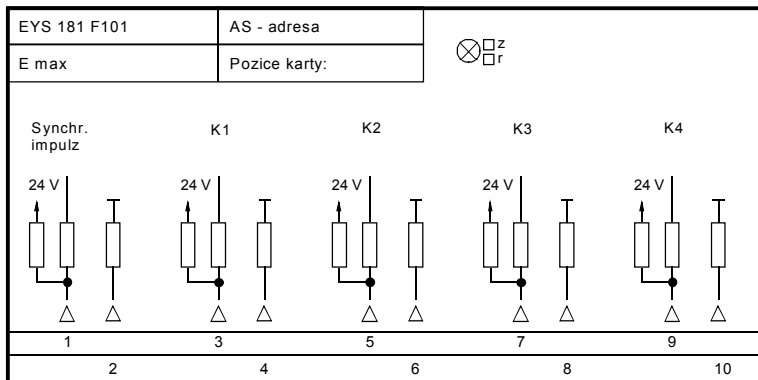 EYS 181 F101 AS - adresa
E max Pozice karty:
z
r
Synchr.
impulz
K1 K2 K3 K4
24 V 24 V 24 V 24 V 24 V
1 3 5 7 9
2 4 6 8 10